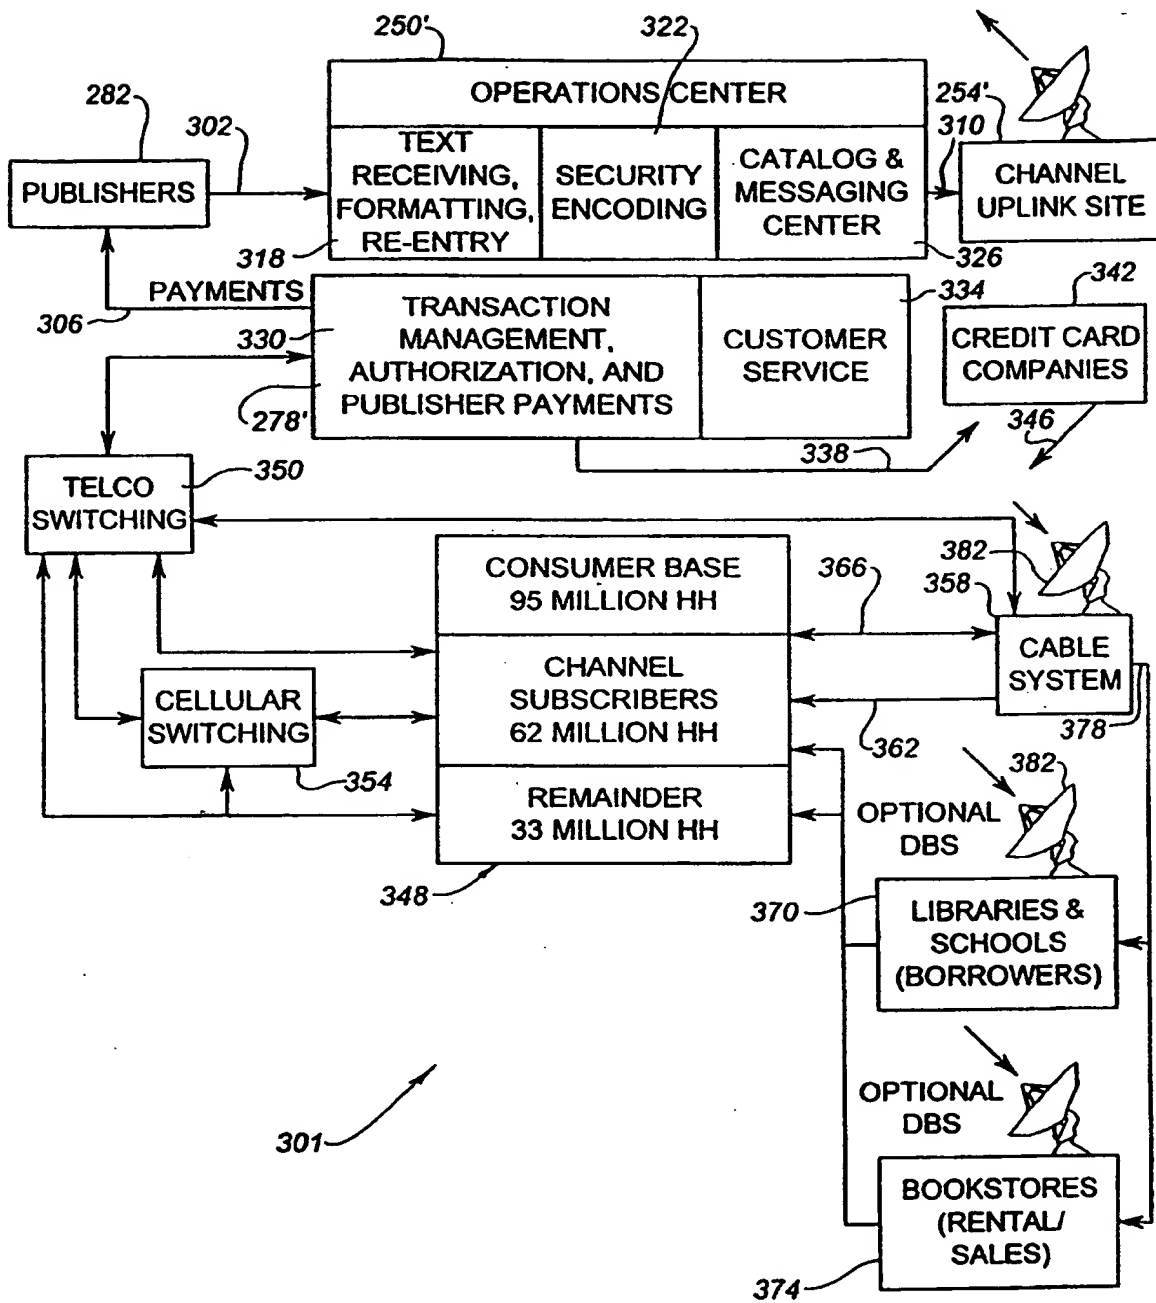 250'
322
282
302
OPERATIONS CENTER
254'
310
PUBLISHERS
TEXT
RECEIVING,
FORMATTING,
RE-ENTRY
318
SECURITY
ENCODING
CATALOG &
MESSAGING
CENTER
326
CHANNEL
UPLINK SITE
PAYMENTS
306
330
TRANSACTION
MANAGEMENT,
AUTHORIZATION, AND
PUBLISHER PAYMENTS
278'
334
CUSTOMER
SERVICE
342
CREDIT CARD
COMPANIES
346
338
350
TELCO
SWITCHING
CONSUMER BASE
95 MILLION HH
366
382
358
CABLE
SYSTEM
378
CHANNEL
SUBSCRIBERS
62 MILLION HH
362
CELLULAR
SWITCHING
354
REMAINDER
33 MILLION HH
348
382
OPTIONAL
DBS
370
LIBRARIES &
SCHOOLS
(BORROWERS)
OPTIONAL
DBS
301
BOOKSTORES
(RENTAL/
SALES)
374